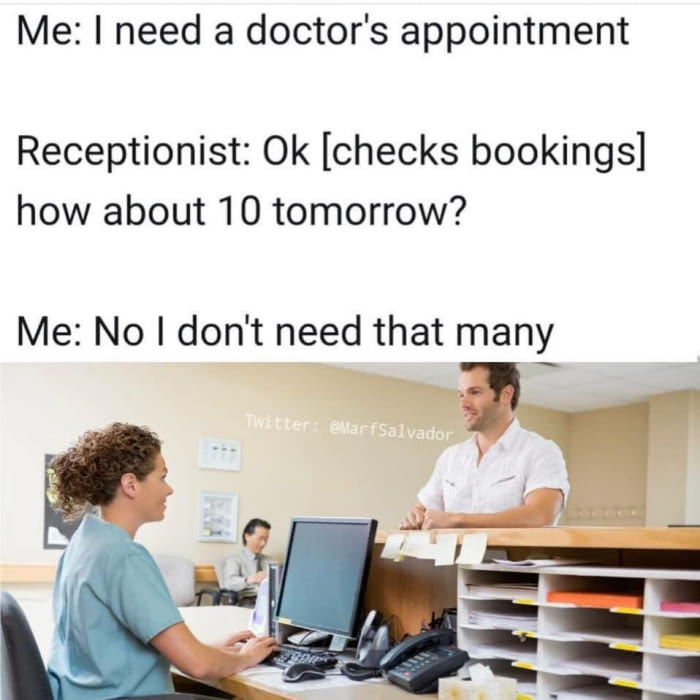 Me: I need a doctor's appointment
Receptionist: Ok [checks bookings]
how about 10 tomorrow?
Me: No I don't need that many
Twitter: @MarfSalvador